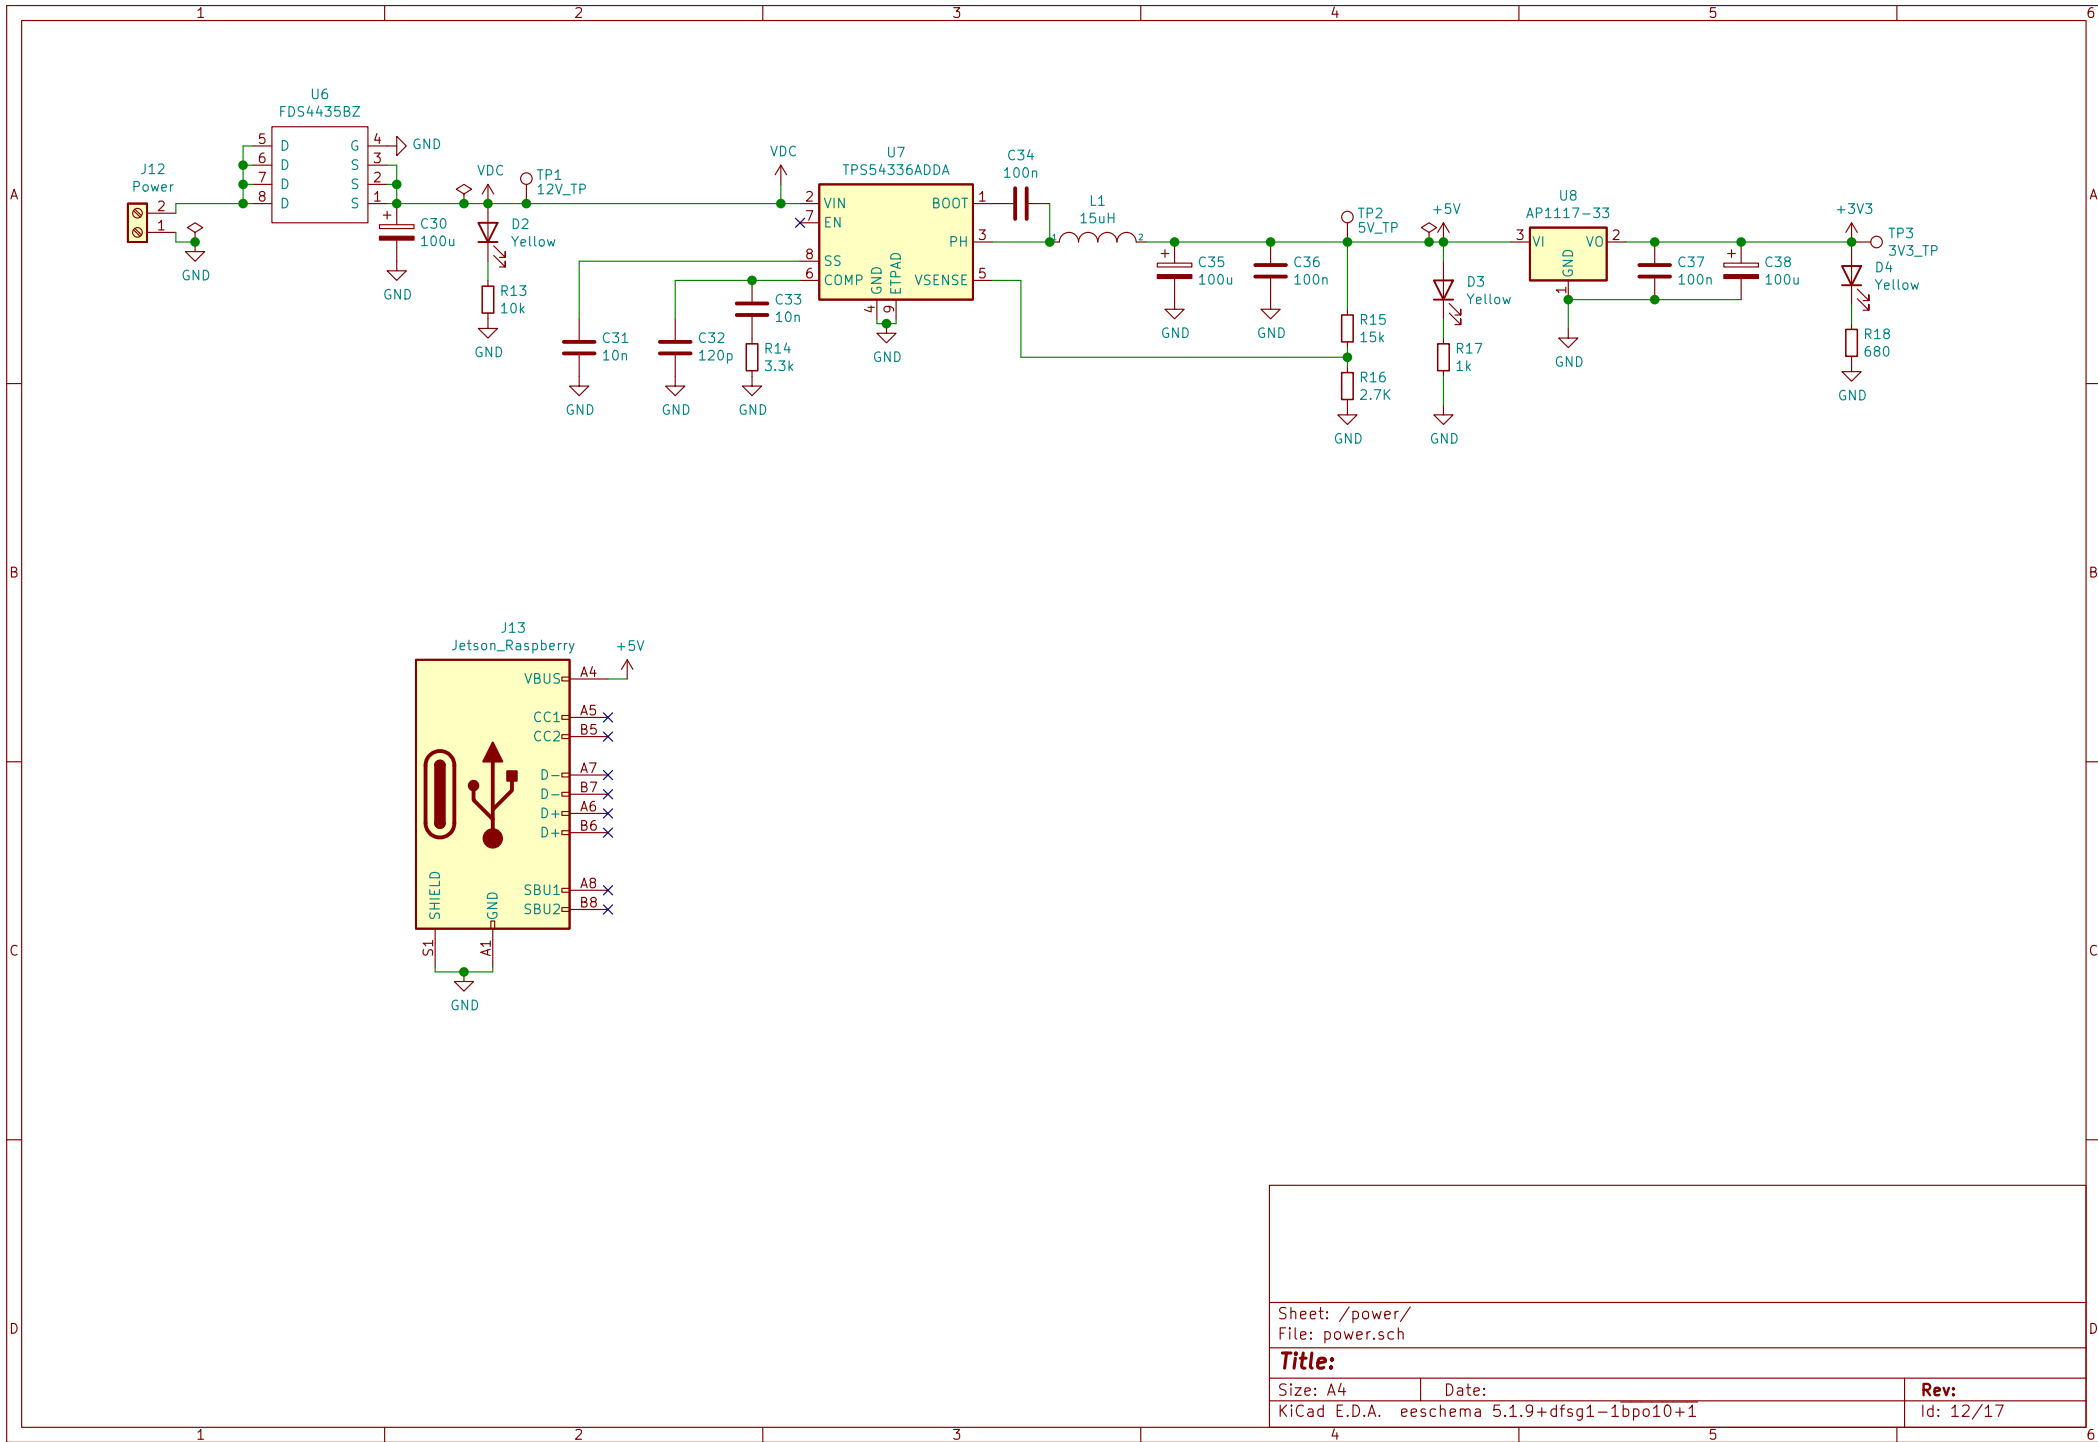 1 2 3 4 5 6
A
B
C
D
A
B
C
D
1 2 3 4 5 6
J12
Power
2
1
GND
U6
FDS4435BZ
5 D G 4 GND
6 D S 3
7 D S 2
8 D S 1
+ C30
100u
GND
VDC
D2
Yellow
R13
10k
GND
TP1
12V_TP
C31
10n
GND
C32
120p
GND
C33
10n
R14
3.3k
GND
VDC
U7
TPS54336ADDA
2 VIN BOOT 1
7 EN
PH 3
8 SS
6 COMP VSENSE 5
GND 4
ETPAD 9
GND
C34
100n
L1
15uH
1 2
+ C35
100u
GND
C36
100n
GND
TP2
5V_TP
R15
15k
R16
2.7K
GND
+5V
D3
Yellow
R17
1k
GND
U8
AP1117-33
3 VI VO 2
GND
1
GND
C37
100n
+ C38
100u
+3V3
TP3
3V3_TP
D4
Yellow
R18
680
GND
J13
Jetson_Raspberry
+5V
VBUS A4
CC1 A5
CC2 B5
D- A7
D- B7
D+ A6
D+ B6
SBU1 A8
SBU2 B8
SHIELD
GND
S1
A1
GND
Sheet: /power/
File: power.sch
Title:
Size: A4 Date: Rev:
KiCad E.D.A. eeschema 5.1.9+dfsg1-1bpo10+1 Id: 12/17